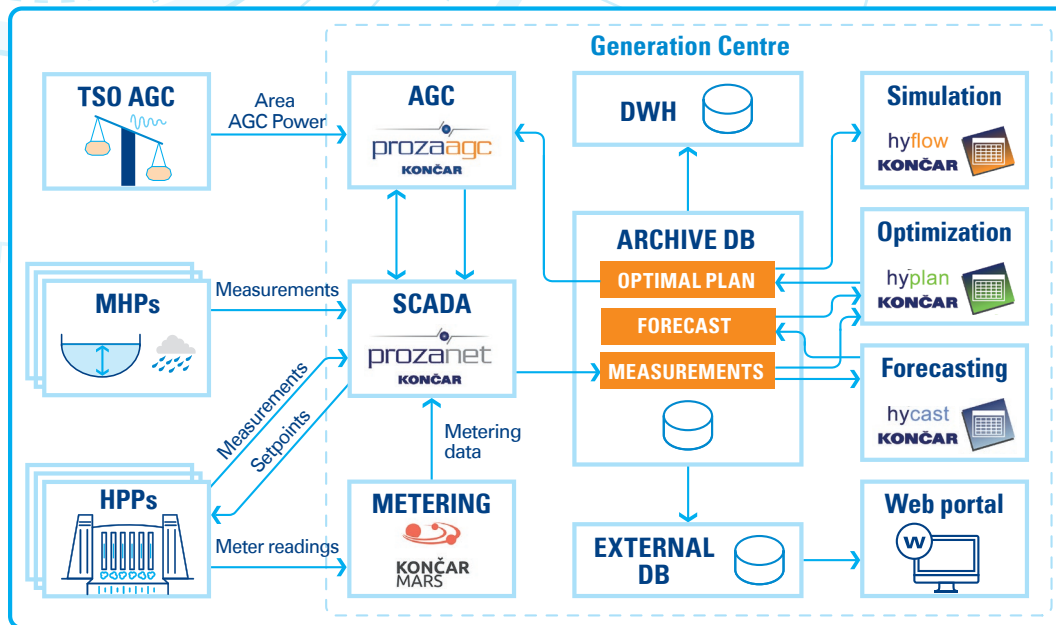 Generation Centre
TSO AGC
Area
AGC Power
AGC
prozaagc
KONČAR
DWH
Simulation
hyflow
KONČAR
MHPs
Measurements
SCADA
prozanet
KONČAR
ARCHIVE DB
OPTIMAL PLAN
FORECAST
MEASUREMENTS
Optimization
hyplan
KONČAR
Forecasting
hycast
KONČAR
Measurements
Setpoints
Metering
data
HPPs
Meter readings
METERING
KONČAR
MARS
EXTERNAL
DB
Web portal
W